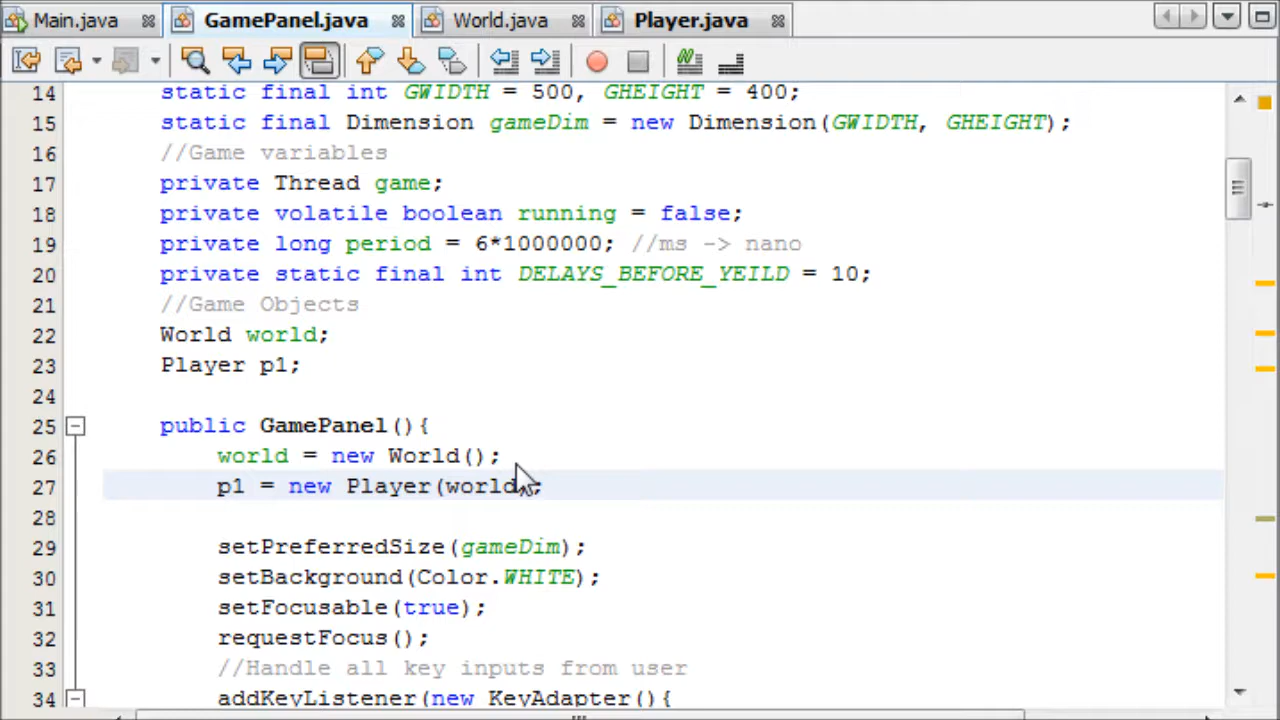 Main.java GamePanel.java World.java Player.java
14 static final int GWIDTH = 500, GHEIGHT = 400;
15 static final Dimension gameDim = new Dimension(GWIDTH, GHEIGHT);
16 //Game variables
17 private Thread game;
18 private volatile boolean running = false;
19 private long period = 6*1000000; //ms -> nano
20 private static final int DELAYS_BEFORE_YEILD = 10;
21 //Game Objects
22 World world;
23 Player p1;
24
25 public GamePanel(){
26 world = new World();
27 p1 = new Player(world);
28
29 setPreferredSize(gameDim);
30 setBackground(Color.WHITE);
31 setFocusable(true);
32 requestFocus();
33 //Handle all key inputs from user
34 addKeyListener(new KeyAdapter(){